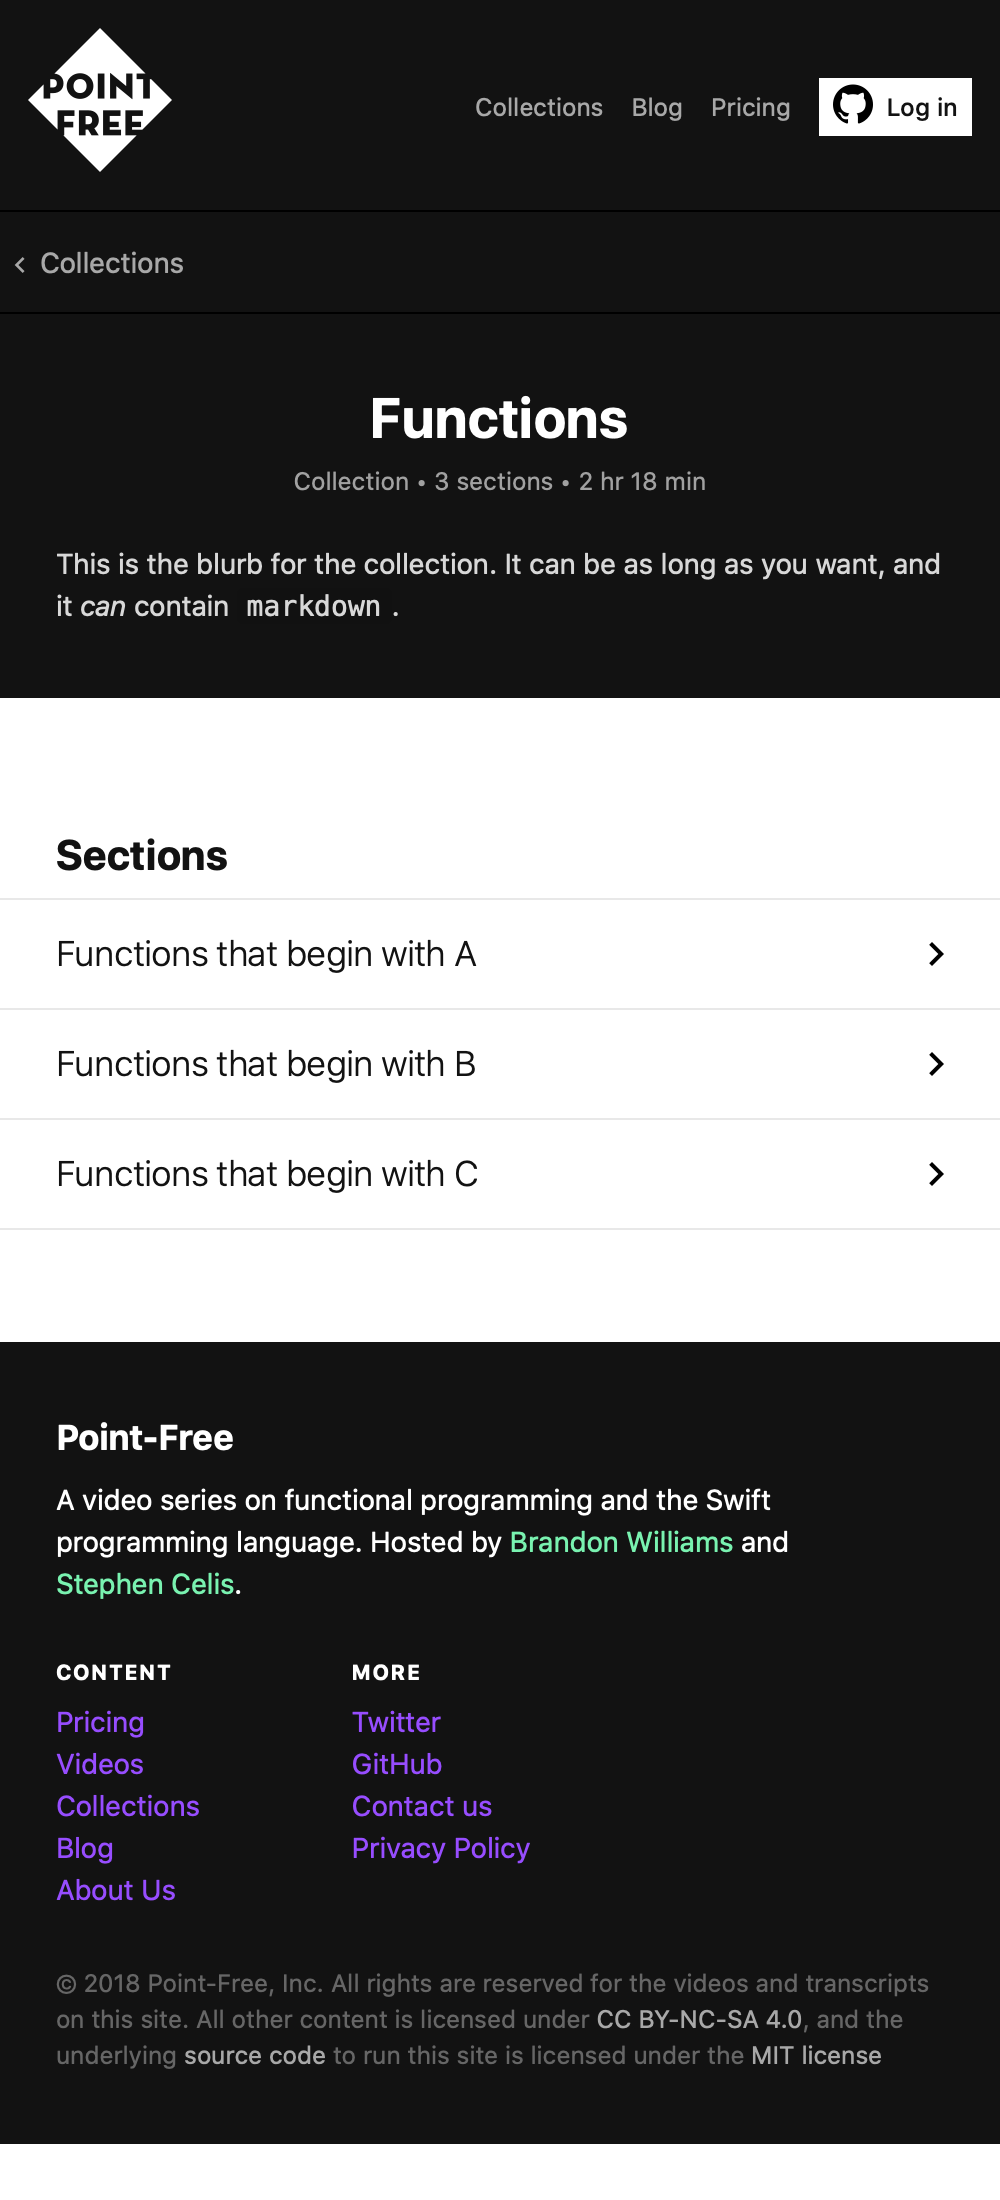 POINT
FREE
Collections Blog Pricing Log in
Collections
Functions
Collection • 3 sections • 2 hr 18 min
This is the blurb for the collection. It can be as long as you want, and
it can contain markdown .
Sections
Functions that begin with A
Functions that begin with B
Functions that begin with C
Point-Free
A video series on functional programming and the Swift
programming language. Hosted by Brandon Williams and
Stephen Celis.
CONTENT
Pricing
Videos
Collections
Blog
About Us
MORE
Twitter
GitHub
Contact us
Privacy Policy
© 2018 Point-Free, Inc. All rights are reserved for the videos and transcripts
on this site. All other content is licensed under CC BY-NC-SA 4.0, and the
underlying source code to run this site is licensed under the MIT license